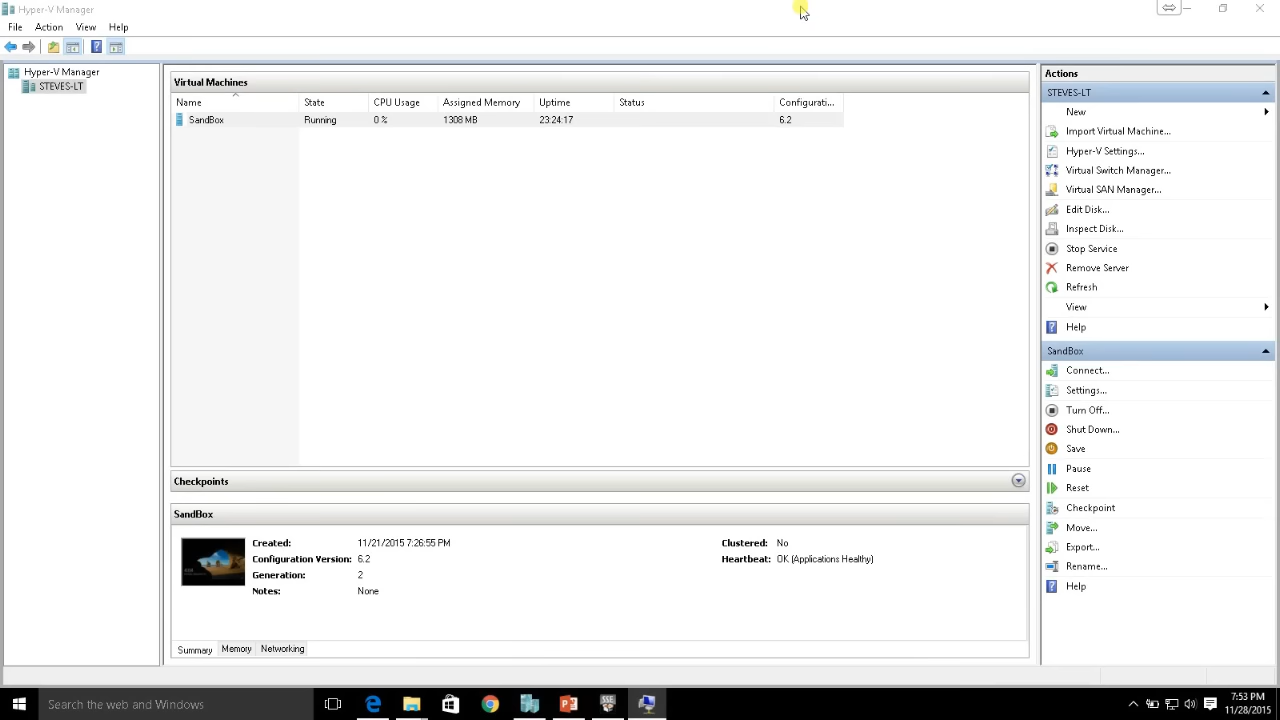 Hyper-V Manager
File Action View Help
Hyper-V Manager
STEVES-LT
Virtual Machines
Name State CPU Usage Assigned Memory Uptime Status Configurati...
SandBox Running 0 % 1308 MB 23:24:17 6.2
Checkpoints
SandBox
Created: 11/21/2015 7:26:55 PM Clustered: No
Configuration Version: 6.2 Heartbeat: OK (Applications Healthy)
Generation: 2
Notes: None
Summary Memory Networking
Actions
STEVES-LT
New
Import Virtual Machine...
Hyper-V Settings...
Virtual Switch Manager...
Virtual SAN Manager...
Edit Disk...
Inspect Disk...
Stop Service
Remove Server
Refresh
View
Help
SandBox
Connect...
Settings...
Turn Off...
Shut Down...
Save
Pause
Reset
Checkpoint
Move...
Export...
Rename...
Help
Search the web and Windows
SSE
7:53 PM
11/28/2015